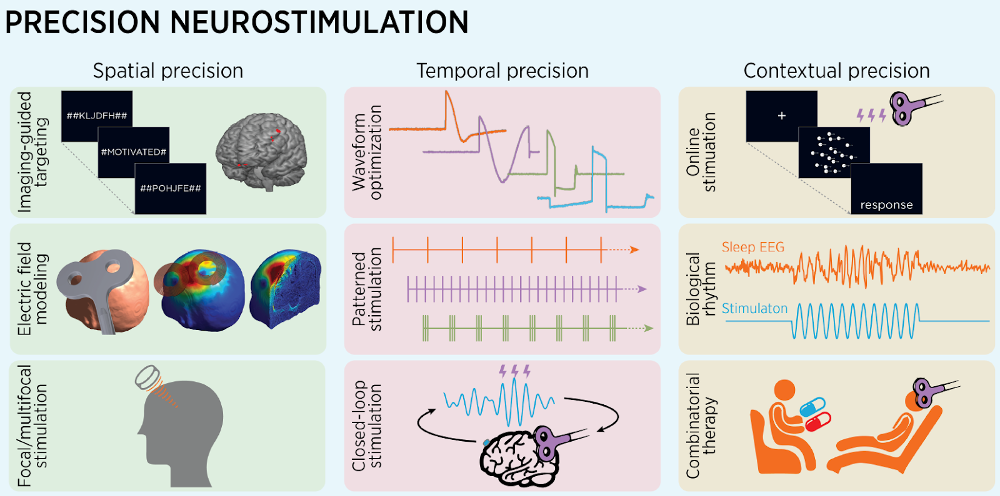 PRECISION NEUROSTIMULATION
Spatial precision
Temporal precision
Contextual precision
Imaging-guided
targeting
##KLJDFH##
#MOTIVATED#
##POHJFE##
Waveform
optimization
Online
stimuation
+
response
Electric field
modeling
Patterned
stimulation
Biological
rhythm
Sleep EEG
Stimulaton
Focal/multifocal
stimulation
Closed-loop
stimulation
Combinatorial
therapy